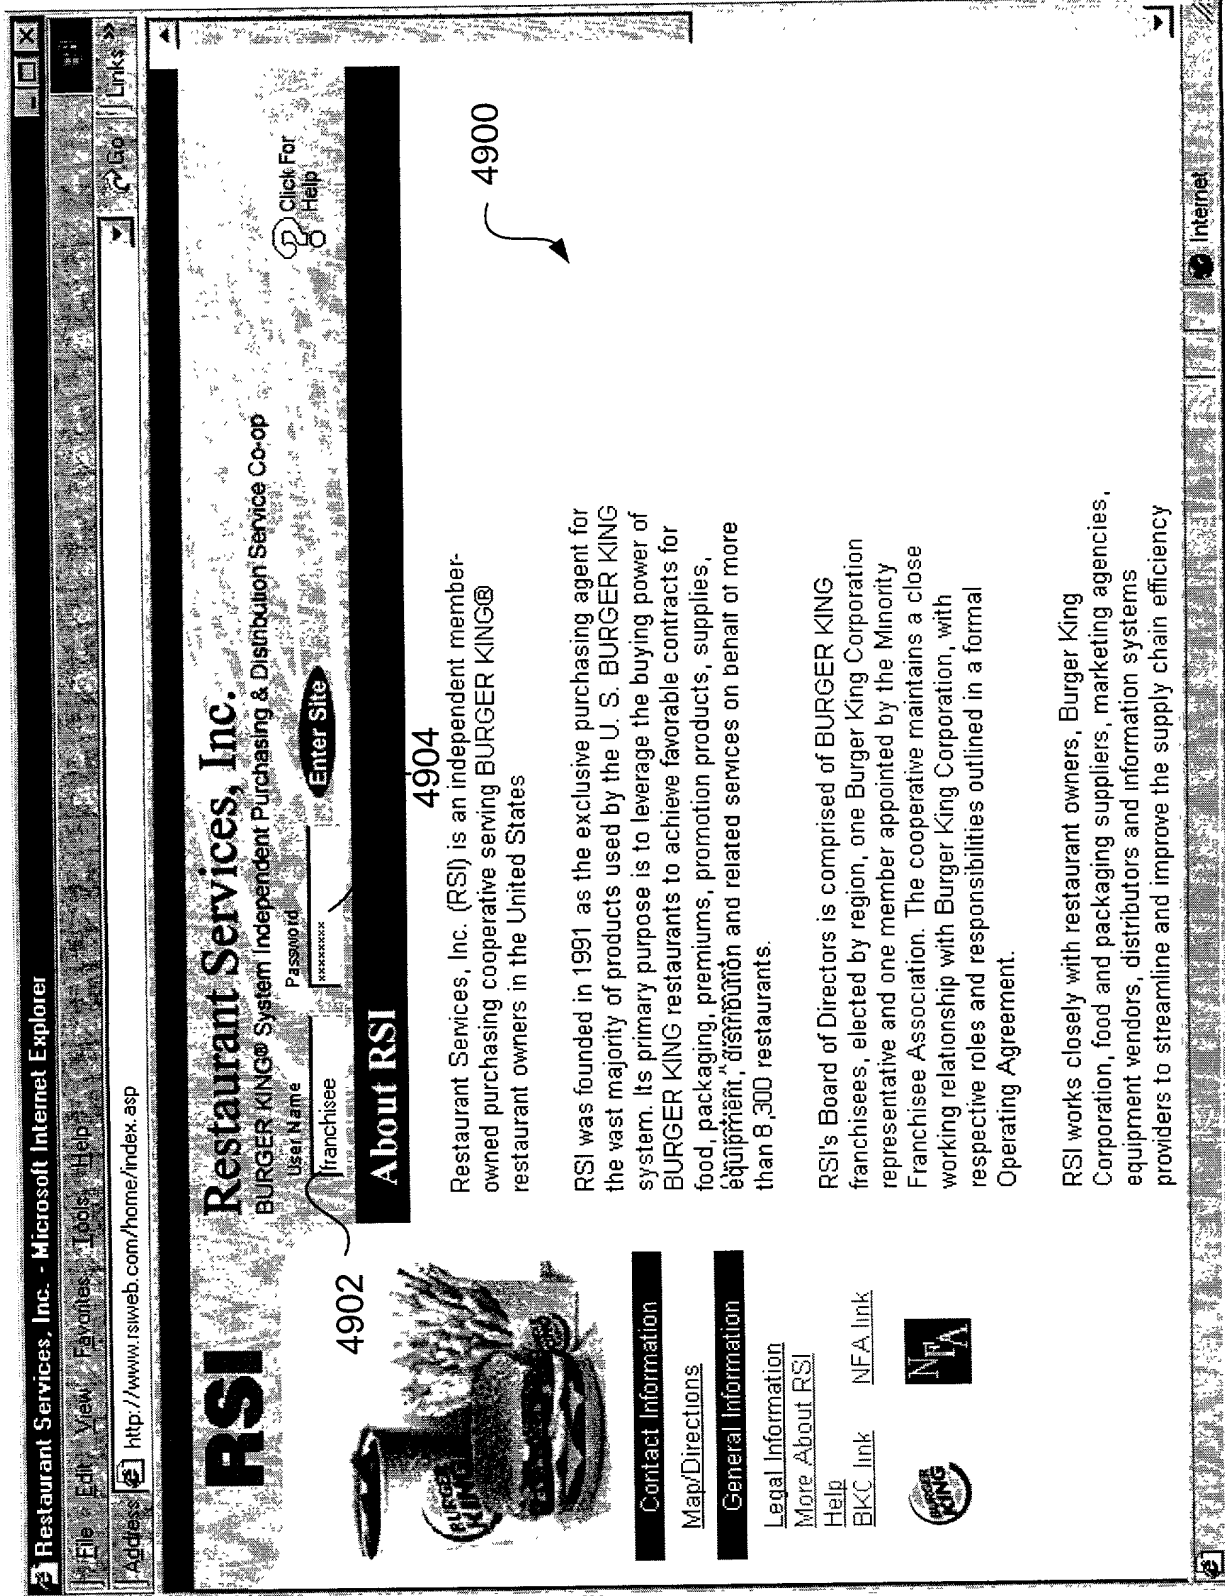 Restaurant Services, Inc. - Microsoft Internet Explorer
File Edit View Favorites Tools Help
Address http://www.rsiweb.com/home/index.asp Go Links »
RSI
Restaurant Services, Inc.
BURGER KING® System Independent Purchasing & Distribution Service Co-op
User Name Password
franchisee xxxxxxxxx Enter Site
Click For
Help
4902
4904
4900
About RSI
BURGER
KING
Contact Information
Map/Directions
General Information
Legal Information
More About RSI
Help
BKC link NFA link
BURGER
KING
NFA
Restaurant Services, Inc. (RSI) is an independent member-
owned purchasing cooperative serving BURGER KING®
restaurant owners in the United States
RSI was founded in 1991 as the exclusive purchasing agent for
the vast majority of products used by the U. S. BURGER KING
system. Its primary purpose is to leverage the buying power of
BURGER KING restaurants to achieve favorable contracts for
food, packaging, premiums, promotion products, supplies,
equipment, distribution and related services on behalf of more
than 8,300 restaurants.
RSI's Board of Directors is comprised of BURGER KING
franchisees, elected by region, one Burger King Corporation
representative and one member appointed by the Minority
Franchisee Association. The cooperative maintains a close
working relationship with Burger King Corporation, with
respective roles and responsibilities outlined in a formal
Operating Agreement.
RSI works closely with restaurant owners, Burger King
Corporation, food and packaging suppliers, marketing agencies,
equipment vendors, distributors and information systems
providers to streamline and improve the supply chain efficiency
Internet